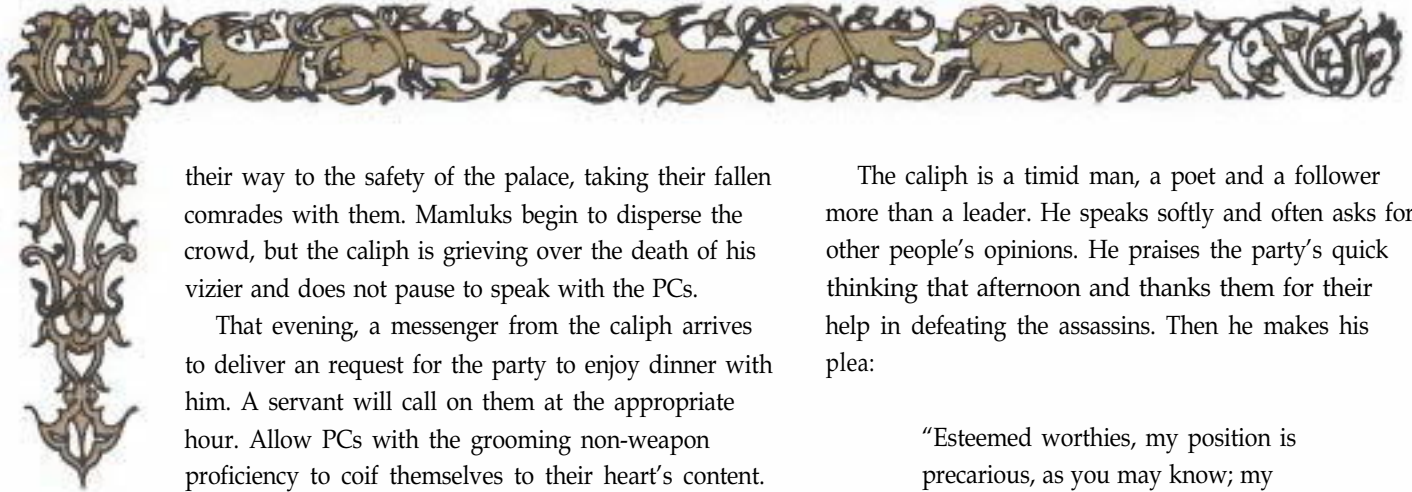 their way to the safety of the palace, taking their fallen
comrades with them. Mamluks begin to disperse the
crowd, but the caliph is grieving over the death of his
vizier and does not pause to speak with the PCs.
That evening, a messenger from the caliph arrives
to deliver an request for the party to enjoy dinner with
him. A servant will call on them at the appropriate
hour. Allow PCs with the grooming non-weapon
proficiency to coif themselves to their heart's content.
The caliph is a timid man, a poet and a follower
more than a leader. He speaks softly and often asks for
other people's opinions. He praises the party's quick
thinking that afternoon and thanks them for their
help in defeating the assassins. Then he makes his
plea:
“Esteemed worthies, my position is
precarious, as you may know; my